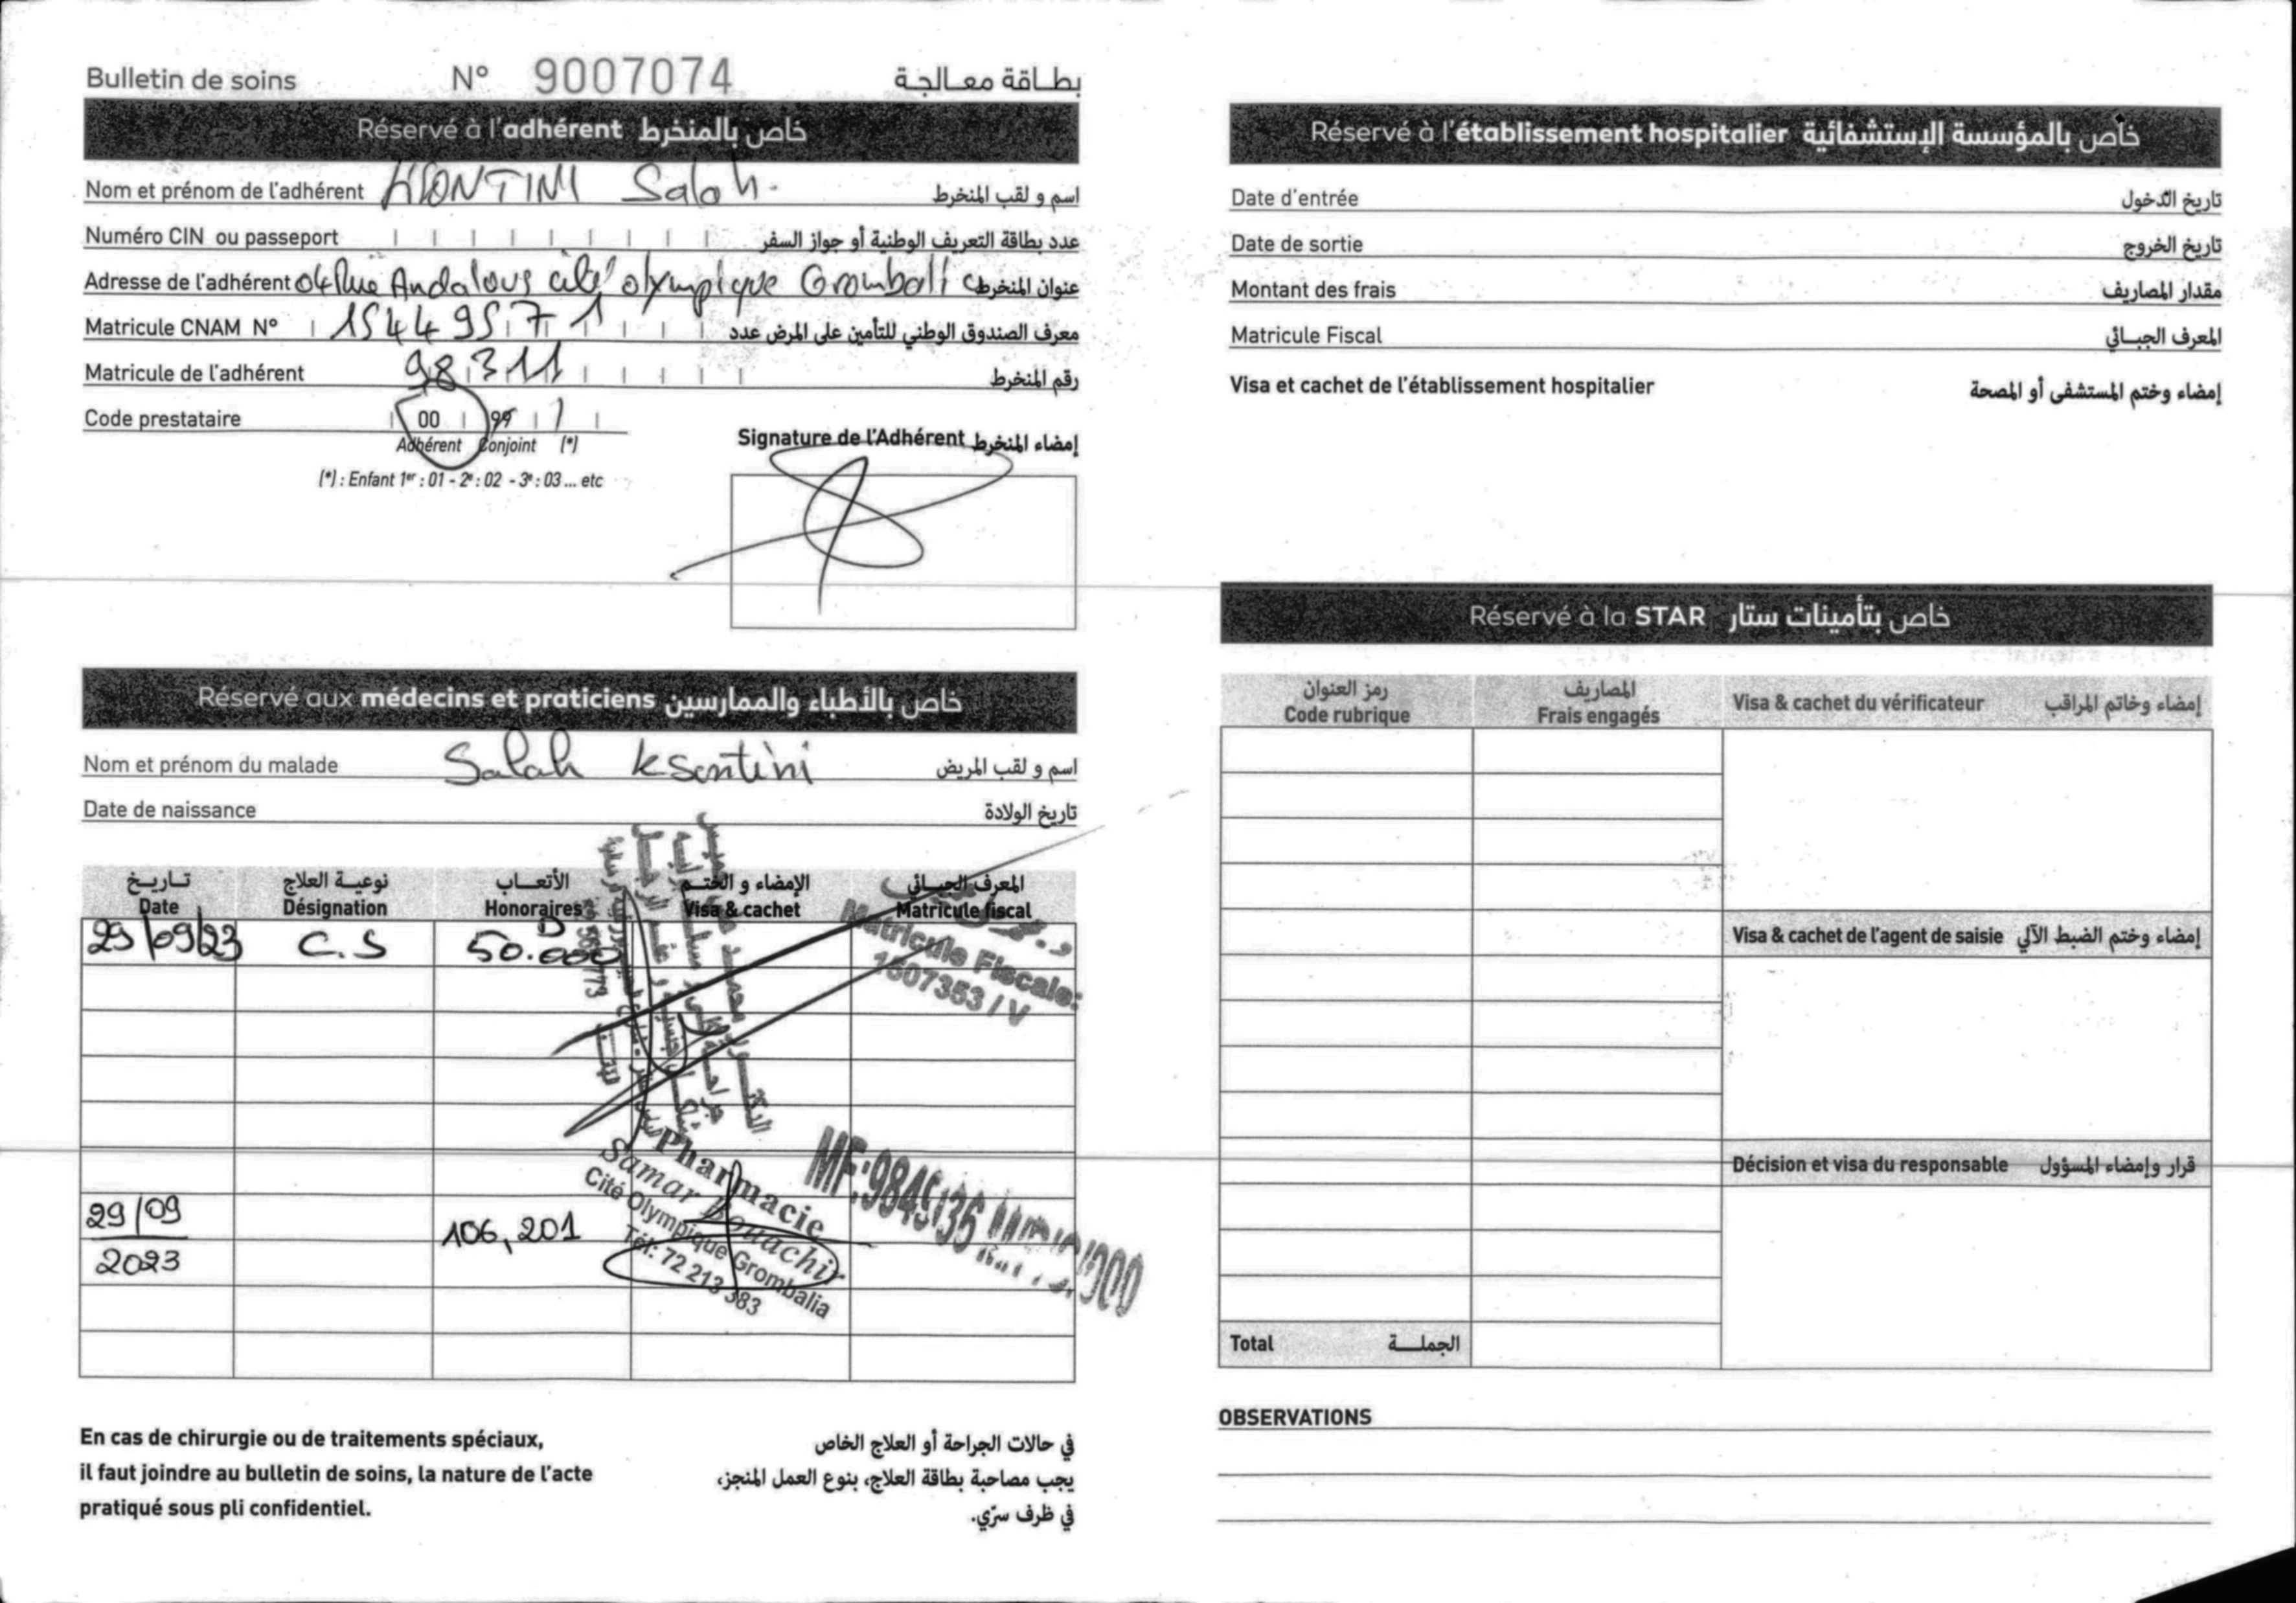 Bulletin de soins N° 9007074 بطاقة معالجة
Réservé à l'adhérent خاص بالمنخرط
Nom et prénom de l'adhérent KSONTINI Salah. اسم و لقب المنخرط
Numéro CIN ou passeport عدد بطاقة التعريف الوطنية أو جواز السفر
Adresse de l'adhérent 04 Rue Andalous cité olympique Grombalia عنوان المنخرط
Matricule CNAM N° 15449571 معرف الصندوق الوطني للتأمين على المرض عدد
Matricule de l'adhérent 98311 رقم المنخرط
Code prestataire 00 99
Adhérent Conjoint (*)
(*) : Enfant 1er : 01 - 2e : 02 - 3e : 03 ... etc
Signature de l'Adhérent إمضاء المنخرط
Réservé aux médecins et praticiens خاص بالأطباء والممارسين
Nom et prénom du malade Salah Ksontini اسم و لقب المريض
Date de naissance تاريخ الولادة
تاريخ نوعية العلاج الأتعاب الإمضاء و الختم المعرف الجبائي
Date Désignation Honoraires Visa & cachet Matricule fiscal
29/09/23 C.S 50.000 D
Matricule Fiscale:
1307353 / V
Pharmacie
Samar Bouachir
Cité Olympique Grombalia
Tél: 72 213 383
29/09
2023
106,201
En cas de chirurgie ou de traitements spéciaux,
il faut joindre au bulletin de soins, la nature de l'acte
pratiqué sous pli confidentiel.
في حالات الجراحة أو العلاج الخاص
يجب مصاحبة بطاقة العلاج، بنوع العمل المنجز،
في ظرف سرّي.
Réservé à l'établissement hospitalier خاص بالمؤسسة الإستشفائية
Date d'entrée تاريخ الدخول
Date de sortie تاريخ الخروج
Montant des frais مقدار المصاريف
Matricule Fiscal المعرف الجبائي
Visa et cachet de l'établissement hospitalier إمضاء وختم المستشفى أو المصحة
Réservé à la STAR خاص بتأمينات ستار
رمز العنوان المصاريف
Code rubrique Frais engagés
Visa & cachet du vérificateur إمضاء وخاتم المراقب
Visa & cachet de l'agent de saisie إمضاء وختم الضبط الآلي
Décision et visa du responsable قرار وإمضاء المسؤول
Total الجملة
OBSERVATIONS